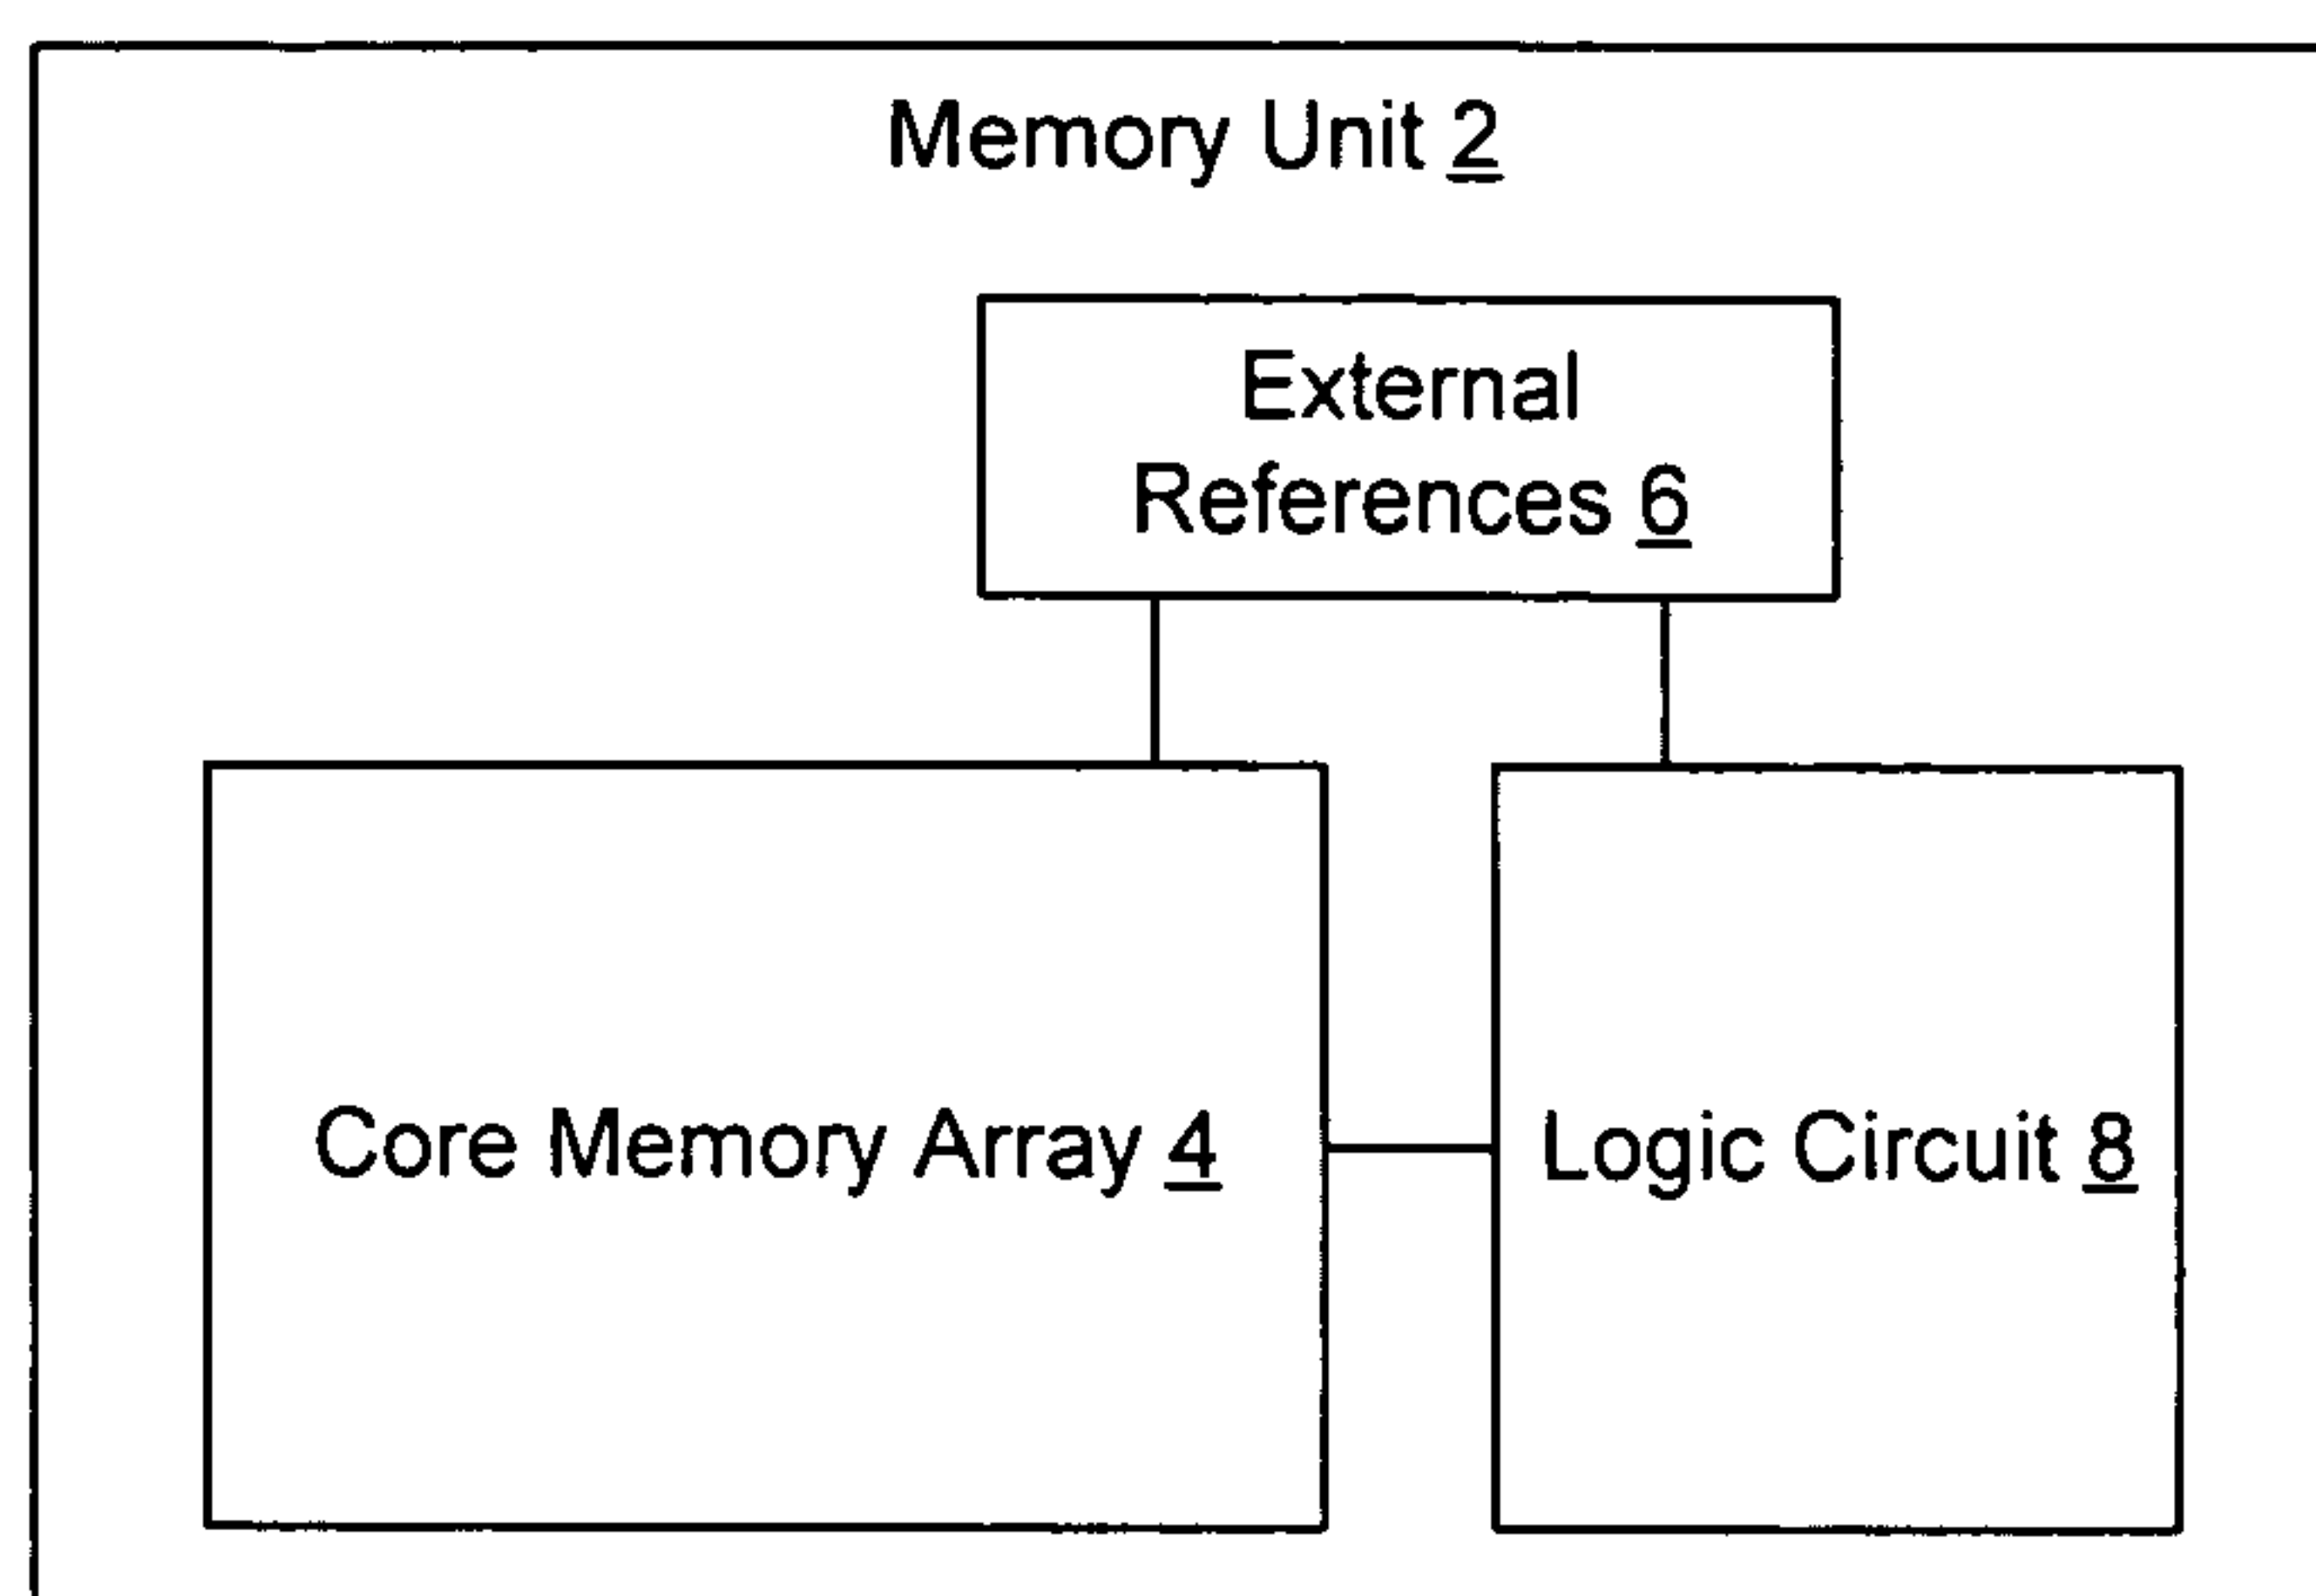 Memory Unit 2
External
References 6
Core Memory Array 4
Logic Circuit 8